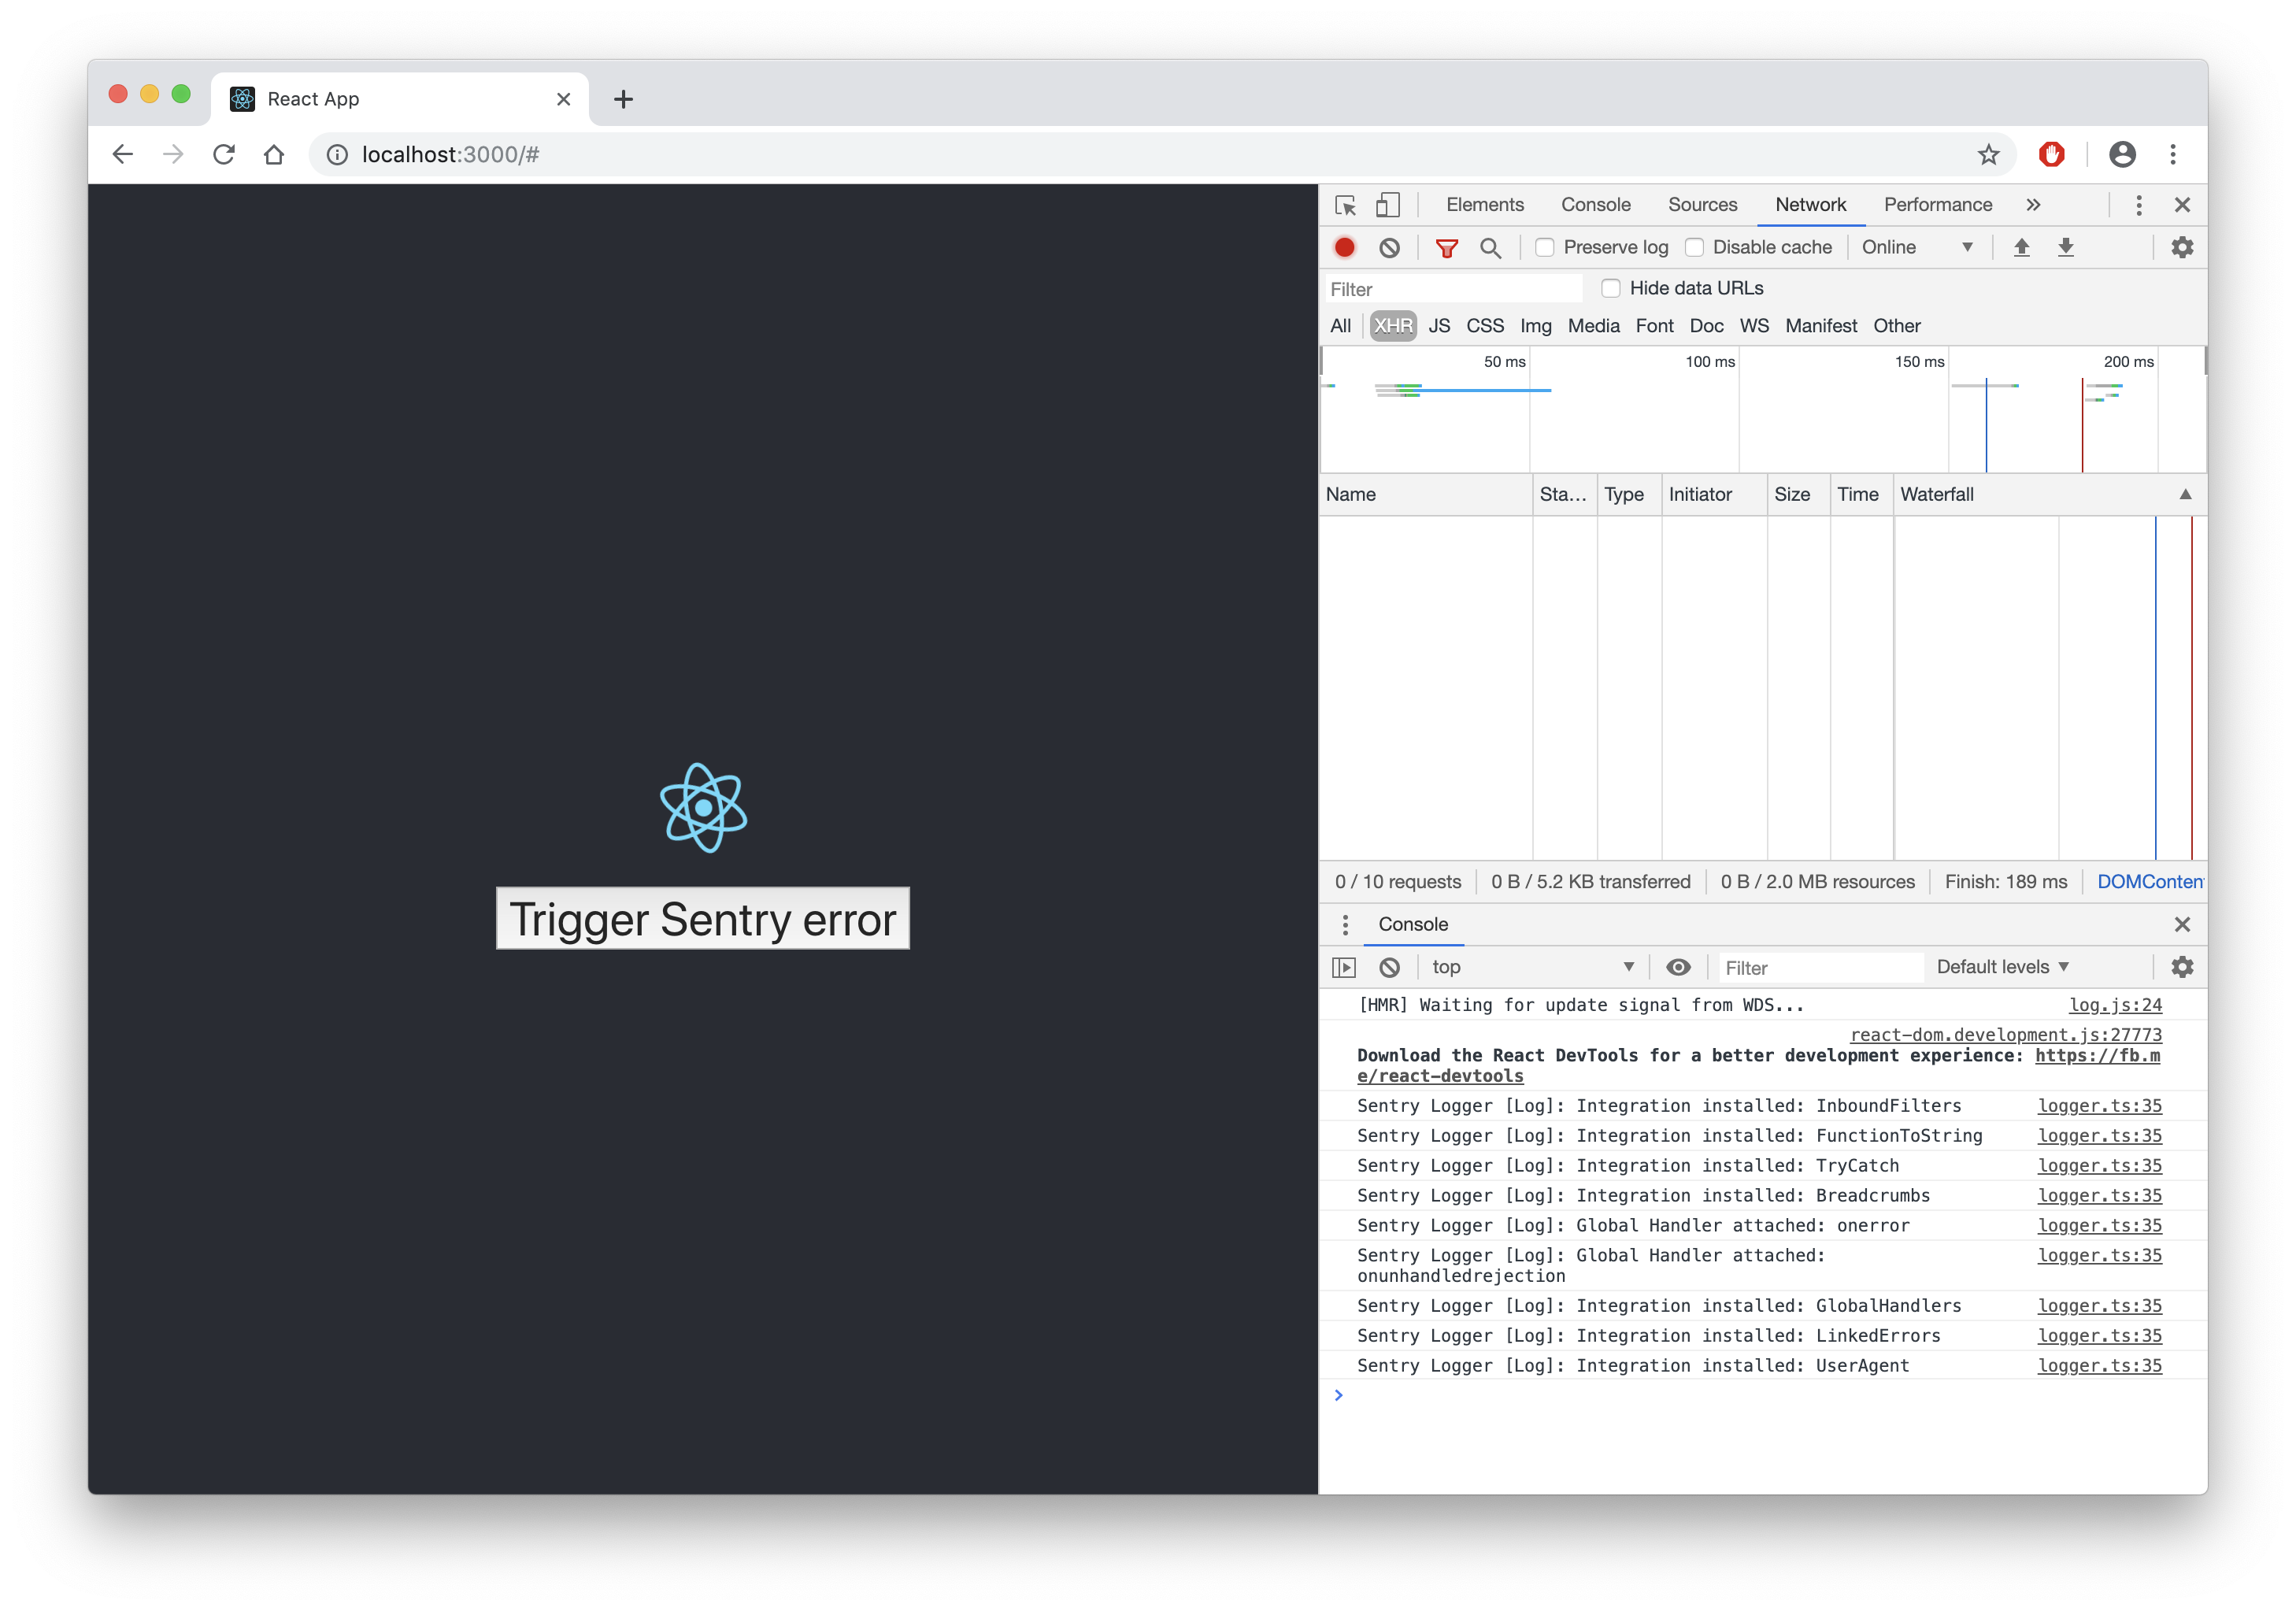 React App
localhost:3000/#
Elements Console Sources Network Performance »
Preserve log Disable cache Online
Filter Hide data URLs
All XHR JS CSS Img Media Font Doc WS Manifest Other
50 ms 100 ms 150 ms 200 ms
Name Sta... Type Initiator Size Time Waterfall
Trigger Sentry error
0 / 10 requests 0 B / 5.2 KB transferred 0 B / 2.0 MB resources Finish: 189 ms DOMConten
Console
top Filter Default levels
[HMR] Waiting for update signal from WDS... log.js:24
react-dom.development.js:27773
Download the React DevTools for a better development experience: https://fb.m
e/react-devtools
Sentry Logger [Log]: Integration installed: InboundFilters logger.ts:35
Sentry Logger [Log]: Integration installed: FunctionToString logger.ts:35
Sentry Logger [Log]: Integration installed: TryCatch logger.ts:35
Sentry Logger [Log]: Integration installed: Breadcrumbs logger.ts:35
Sentry Logger [Log]: Global Handler attached: onerror logger.ts:35
Sentry Logger [Log]: Global Handler attached: logger.ts:35
onunhandledrejection
Sentry Logger [Log]: Integration installed: GlobalHandlers logger.ts:35
Sentry Logger [Log]: Integration installed: LinkedErrors logger.ts:35
Sentry Logger [Log]: Integration installed: UserAgent logger.ts:35